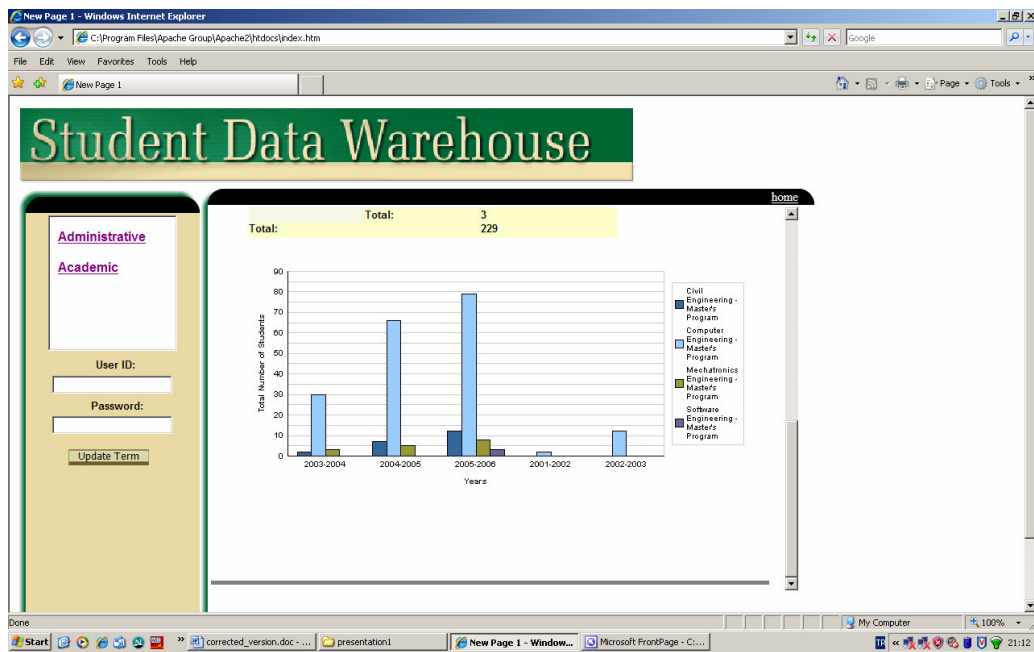 New Page 1 - Windows Internet Explorer
C:\Program Files\Apache Group\Apache2\htdocs\index.htm
Google
File Edit View Favorites Tools Help
New Page 1
Page Tools
Student Data Warehouse
home
Administrative
Academic
User ID:
Password:
Update Term
Total: 3
Total: 229
90
80
70
60
50
40
30
20
10
0
Total Number of Students
2003-2004 2004-2005 2005-2006 2001-2002 2002-2003
Years
Civil
Engineering -
Master's
Program
Computer
Engineering -
Master's
Program
Mechatronics
Engineering -
Master's
Program
Software
Engineering -
Master's
Program
Done
My Computer
100%
Start
corrected_version.doc - ...
presentation1
New Page 1 - Window...
Microsoft FrontPage - C:...
TR
21:12